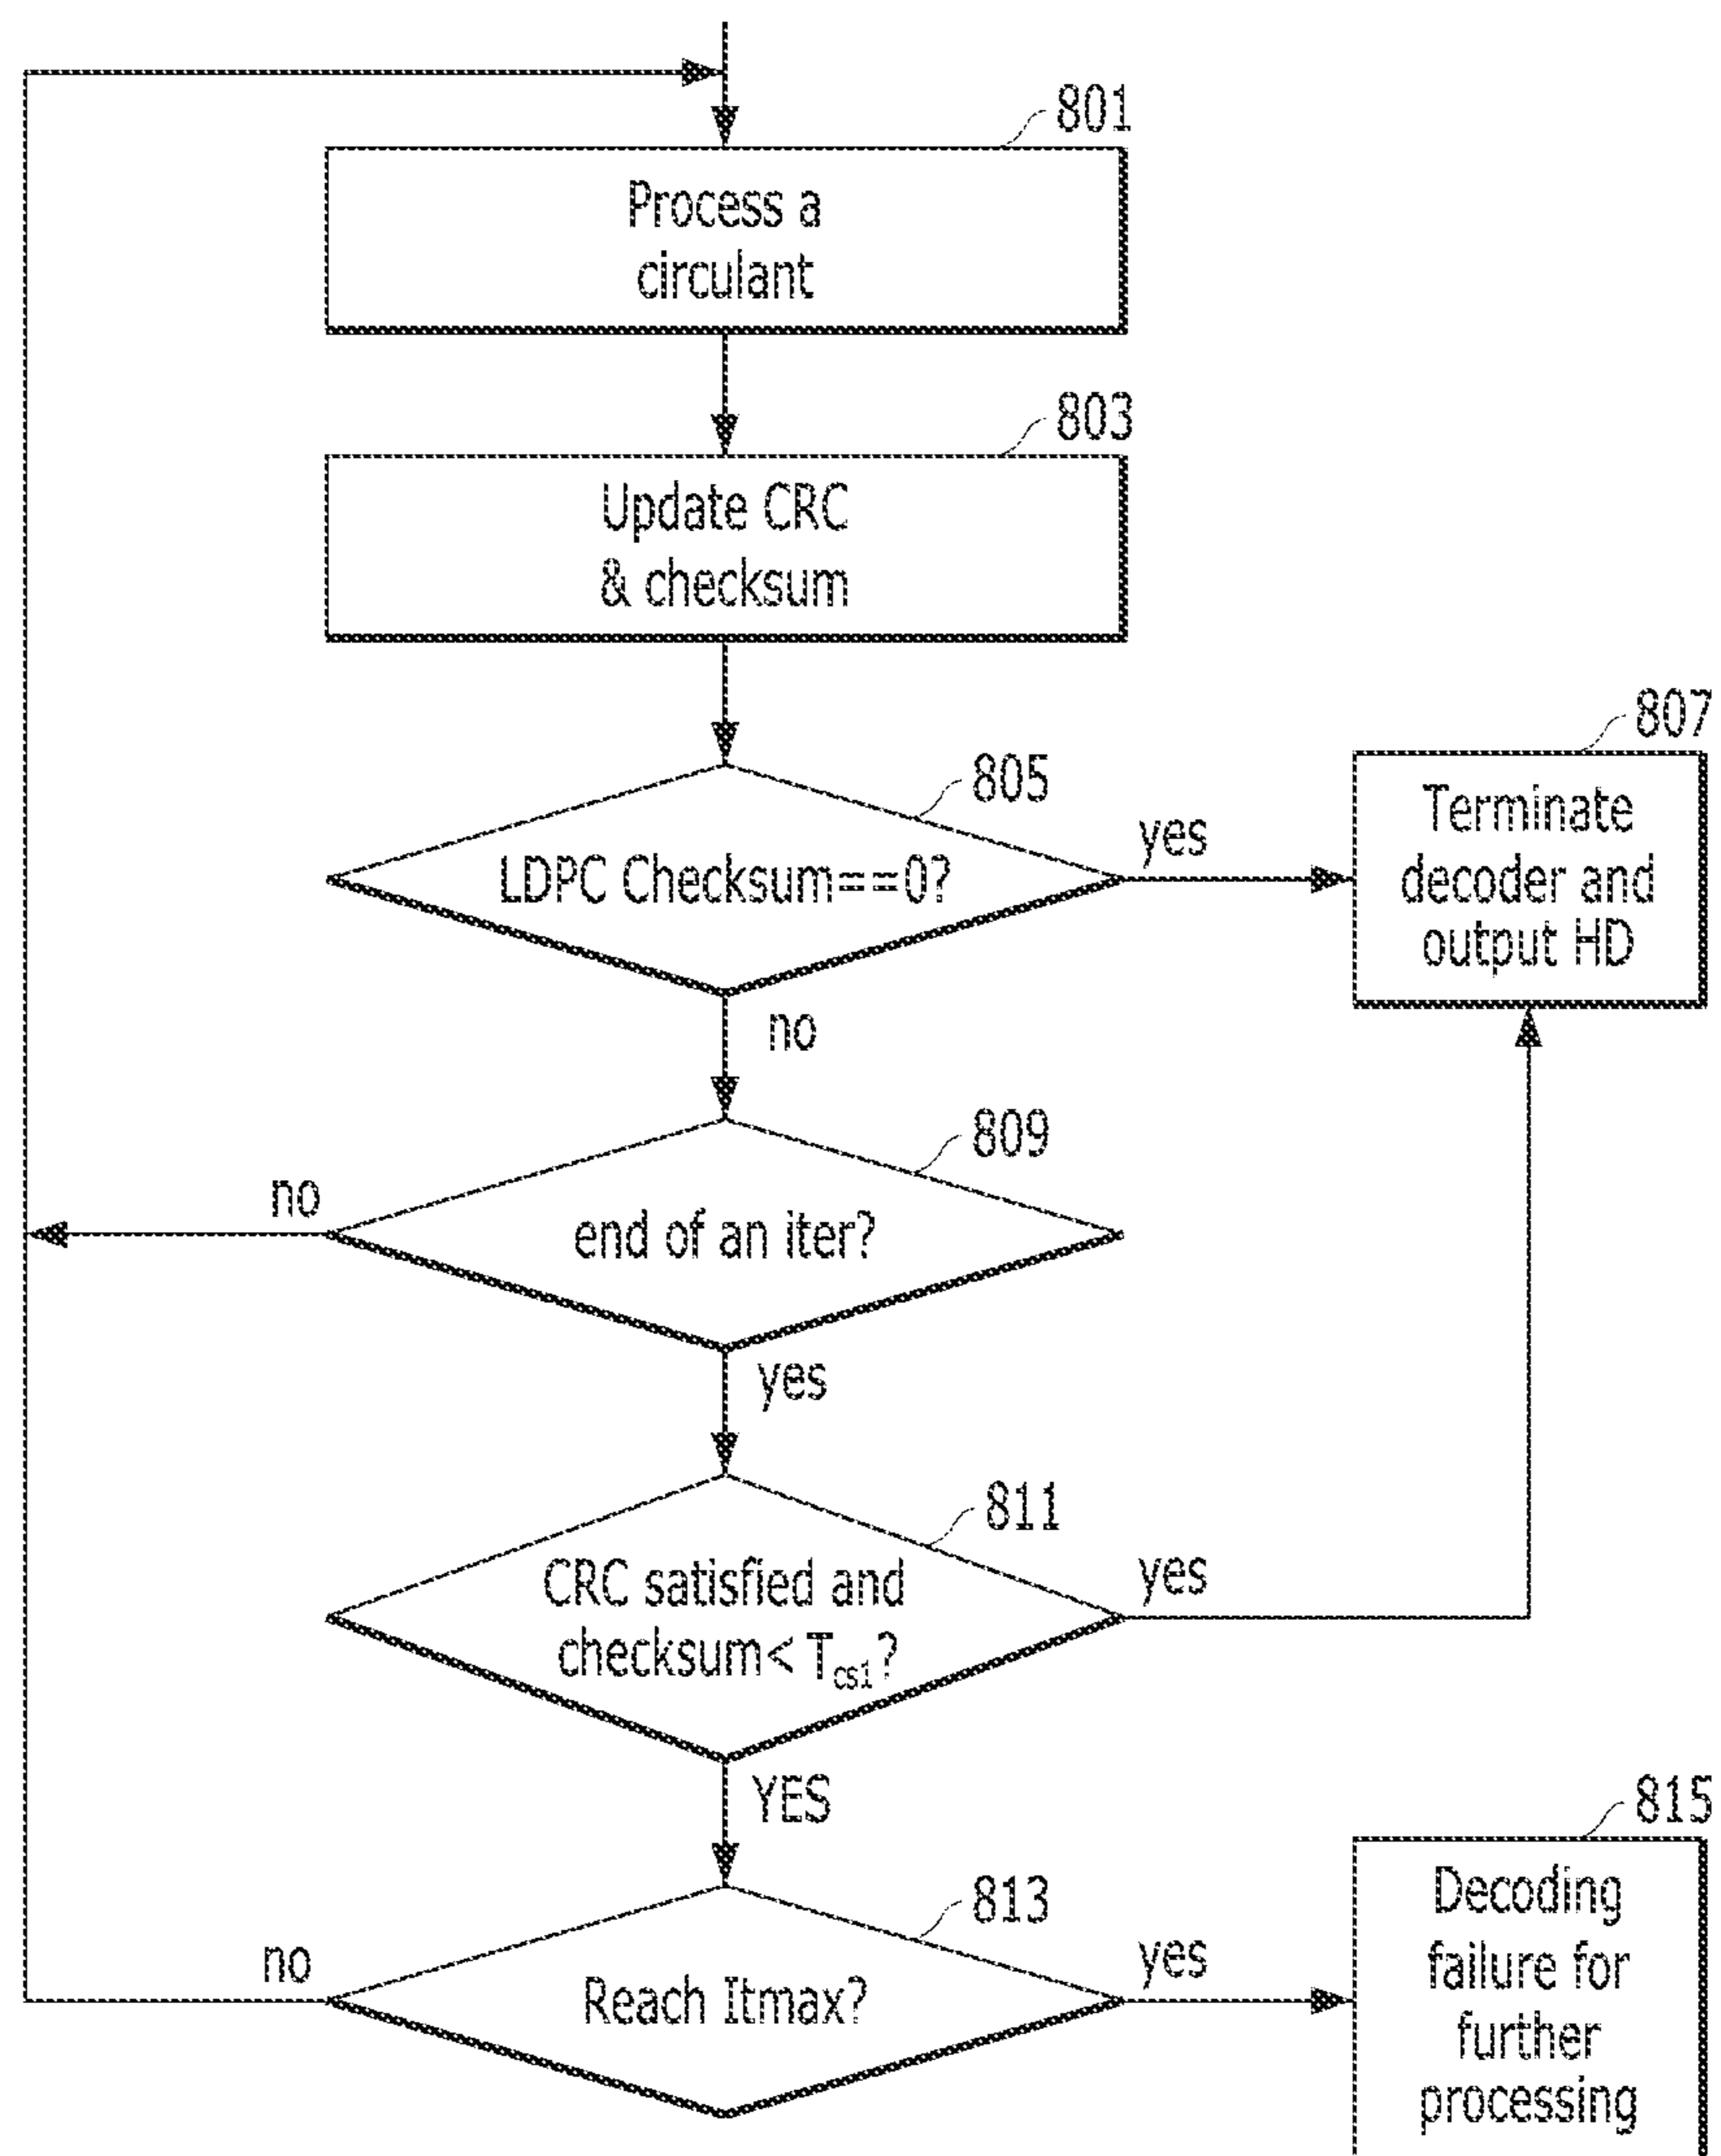 801
Process a
circulant
803
Update CRC
& checksum
805
LDPC Checksum==0?
yes
807
Terminate
decoder and
output HD
no
809
end of an iter?
no
yes
811
CRC satisfied and
checksum< Tcs1?
yes
YES
813
Reach Itmax?
no
yes
815
Decoding
failure for
further
processing